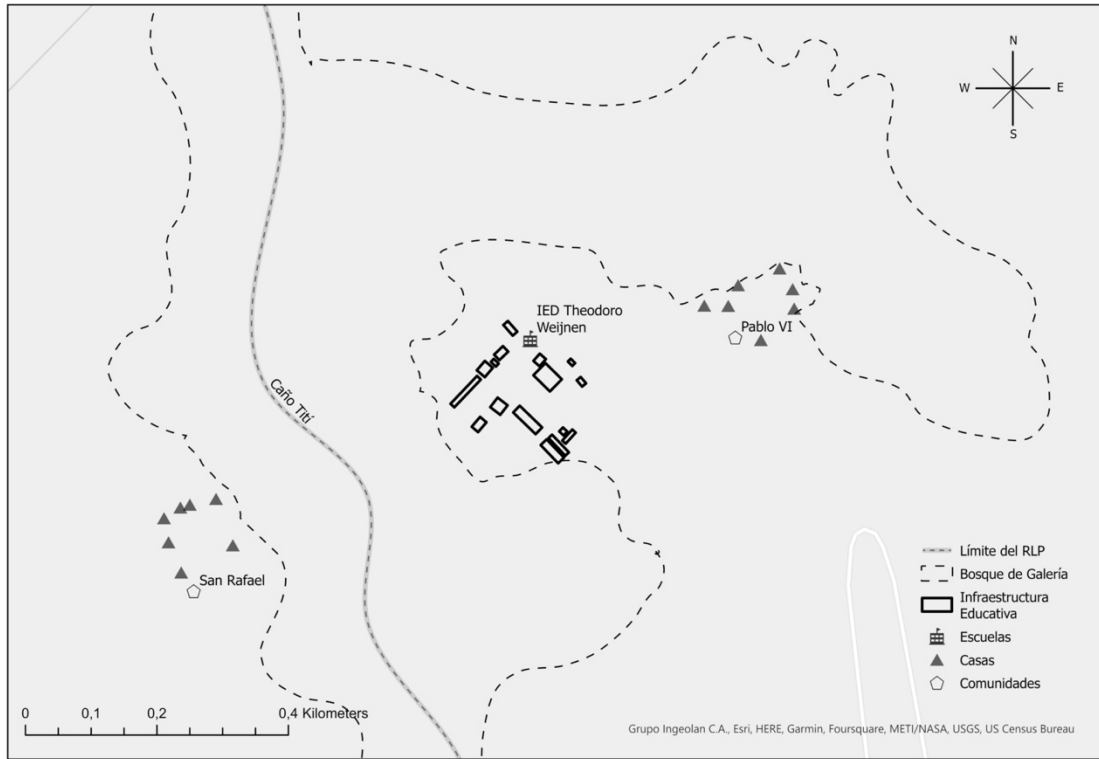 N
W
E
S
IED Theodoro
Weijnen
Pablo VI
Caño Tití
San Rafael
Límite del RLP
Bosque de Galería
Infraestructura
Educativa
Escuelas
Casas
Comunidades
0 0,1 0,2 0,4 Kilometers
Grupo Ingeolan C.A., Esri, HERE, Garmin, Foursquare, METI/NASA, USGS, US Census Bureau